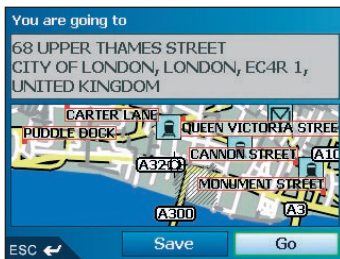 You are going to
68 UPPER THAMES STREET
CITY OF LONDON, LONDON, EC4R 1,
UNITED KINGDOM
CARTER LANE
PUDDLE DOCK
QUEEN VICTORIA STREE
CANNON STREET
A10
A3210
MONUMENT STREET
A300
A3
ESC
Save
Go